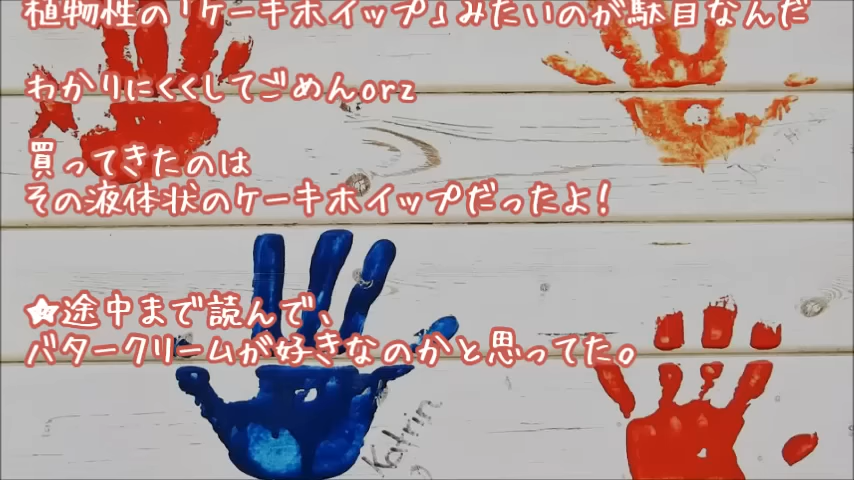 植物性の「ケーキホイップ」みたいのが駄目なんだ
わかりにくくしてごめんorz
買ってきたのは
その液体状のケーキホイップだったよ！
★途中まで読んで、
バタークリームが好きなのかと思ってた。
Katrin